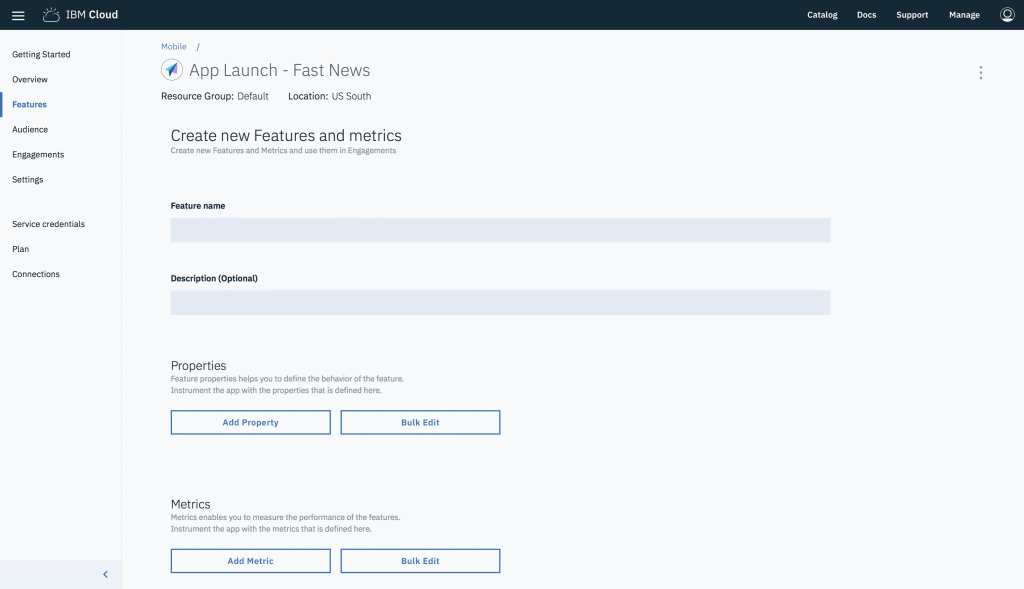 IBM Cloud
Catalog Docs Support Manage
Getting Started
Overview
Features
Audience
Engagements
Settings
Service credentials
Plan
Connections
Mobile /
App Launch - Fast News
Resource Group: Default Location: US South
Create new Features and metrics
Create new Features and Metrics and use them in Engagements
Feature name
Description (Optional)
Properties
Feature properties helps you to define the behavior of the feature.
Instrument the app with the properties that is defined here.
Add Property Bulk Edit
Metrics
Metrics enables you to measure the performance of the features.
Instrument the app with the metrics that is defined here.
Add Metric Bulk Edit